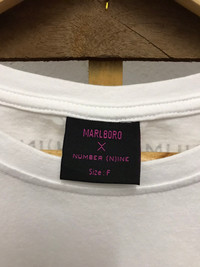 MARLBORO
X
NUMBER (N)INE
Size: F